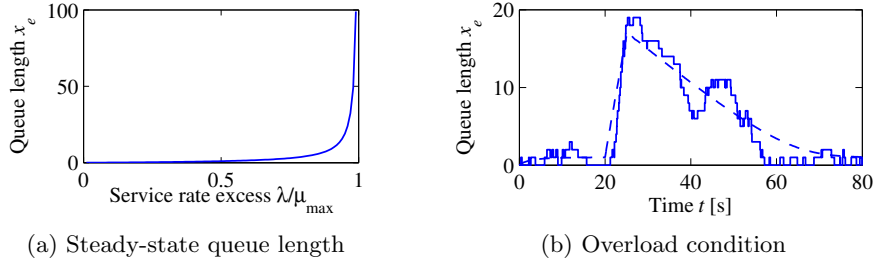 100
50
0
0
0.5
1
Queue length x_e
Service rate excess λ/μ_max
(a) Steady-state queue length
20
10
0
0
20
40
60
80
Queue length x_e
Time t [s]
(b) Overload condition